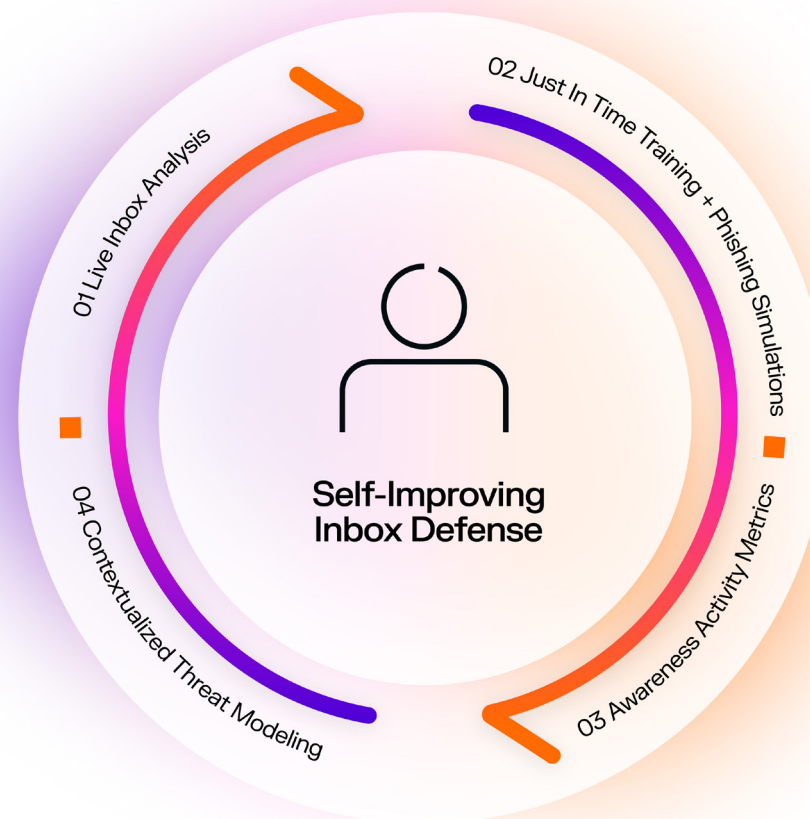 01 Live Inbox Analysis
02 Just In Time Training + Phishing Simulations
03 Awareness Activity Metrics
04 Contextualized Threat Modeling
Self-Improving
Inbox Defense